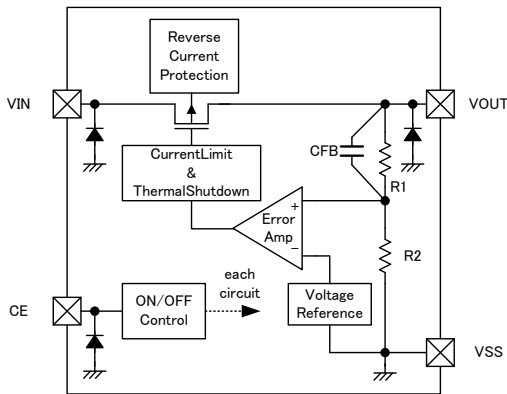 Reverse
Current
Protection
VIN
VOUT
CurrentLimit
&
ThermalShutdown
CFB
R1
+
Error
Amp
−
R2
each
circuit
CE
ON/OFF
Control
Voltage
Reference
VSS